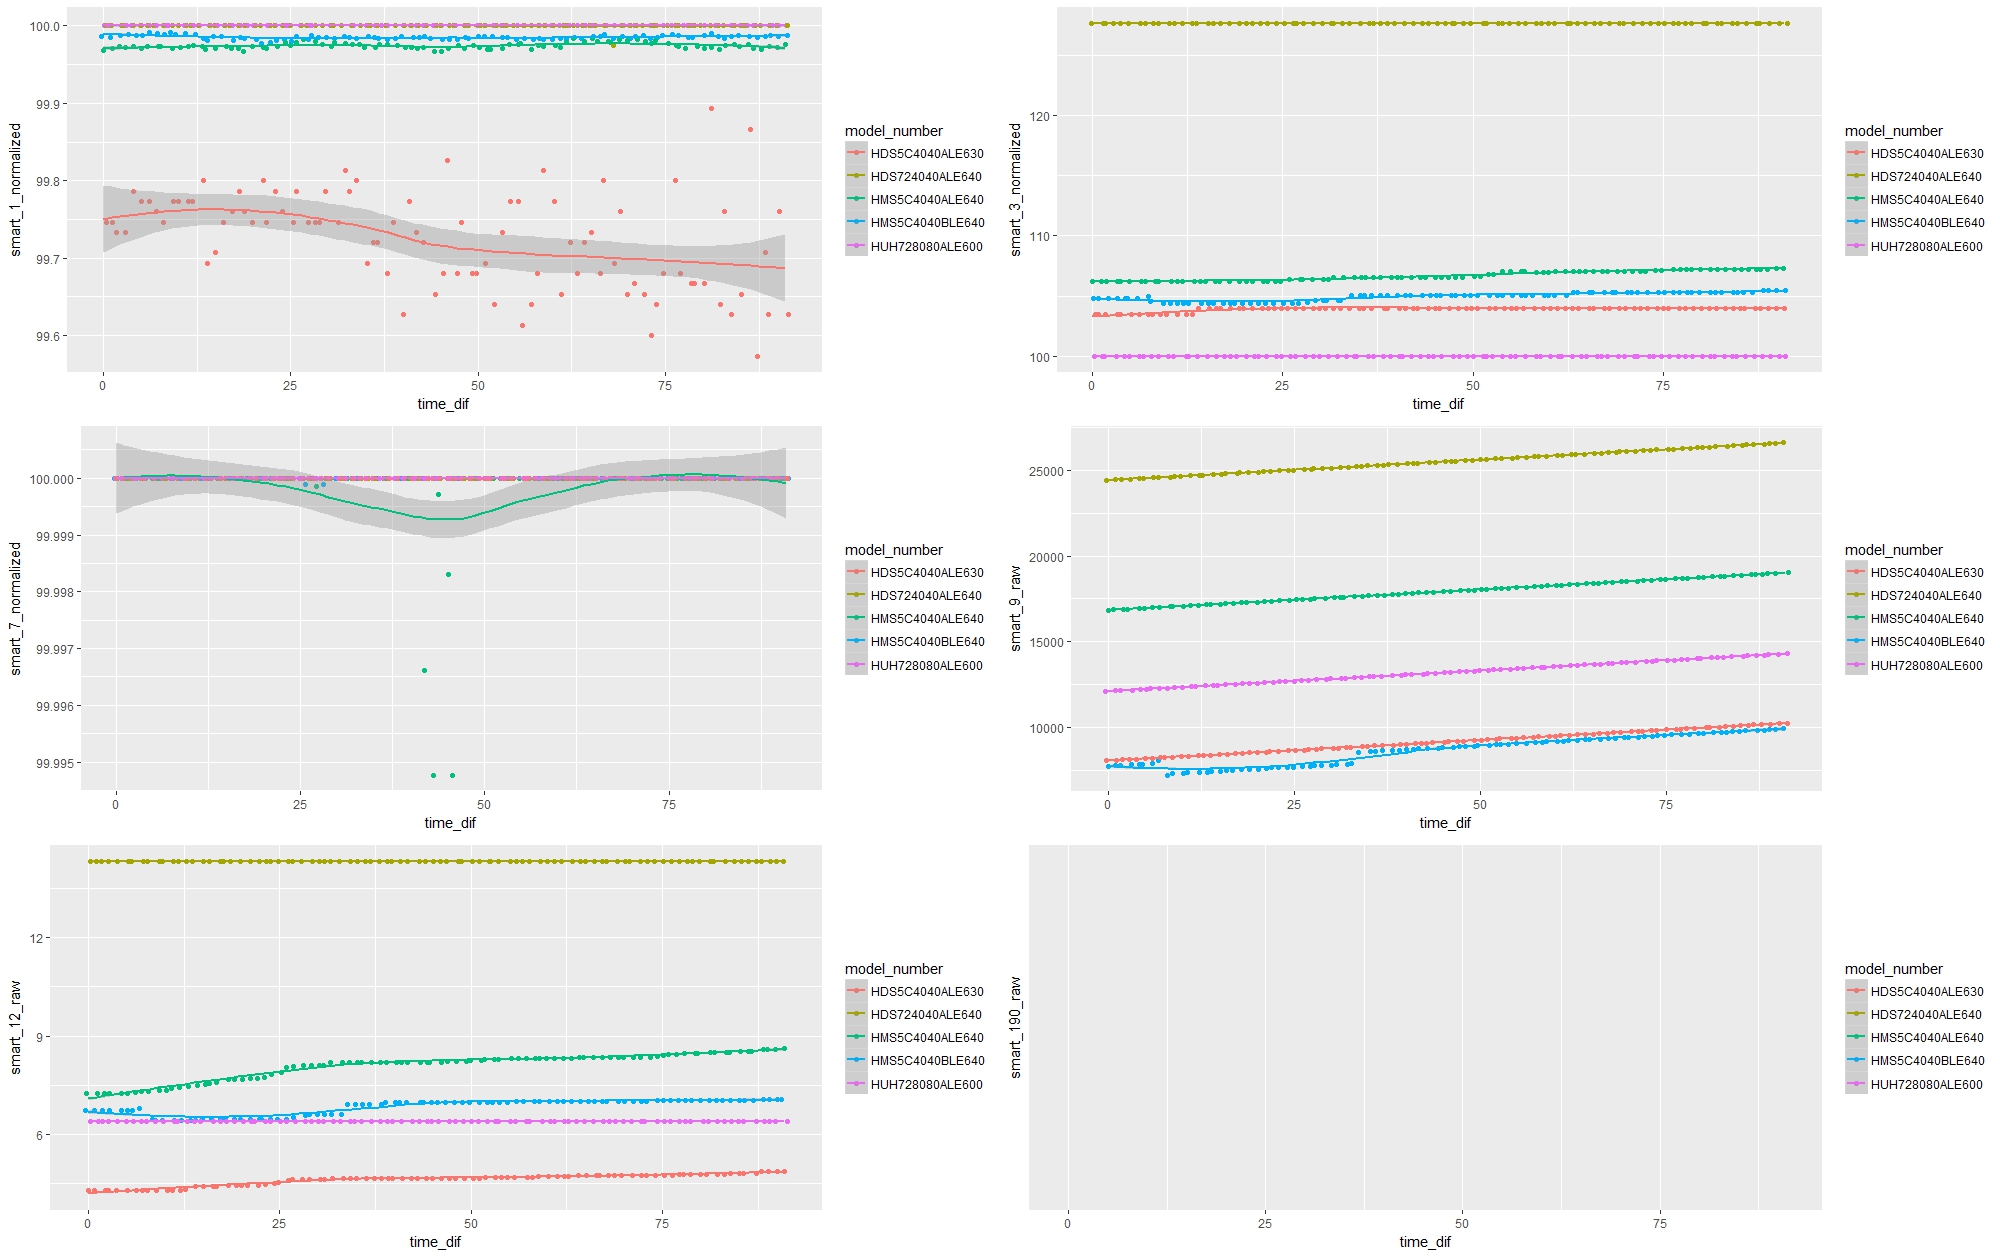 smart_1_normalized
100.0
99.9
99.8
99.7
99.6
0 25 50 75
time_dif
model_number
HDS5C4040ALE630
HDS724040ALE640
HMS5C4040ALE640
HMS5C4040BLE640
HUH728080ALE600
smart_3_normalized
120
110
100
0 25 50 75
time_dif
model_number
HDS5C4040ALE630
HDS724040ALE640
HMS5C4040ALE640
HMS5C4040BLE640
HUH728080ALE600
smart_7_normalized
100.000
99.999
99.998
99.997
99.996
99.995
0 25 50 75
time_dif
model_number
HDS5C4040ALE630
HDS724040ALE640
HMS5C4040ALE640
HMS5C4040BLE640
HUH728080ALE600
smart_9_raw
25000
20000
15000
10000
0 25 50 75
time_dif
model_number
HDS5C4040ALE630
HDS724040ALE640
HMS5C4040ALE640
HMS5C4040BLE640
HUH728080ALE600
smart_12_raw
12
9
6
0 25 50 75
time_dif
model_number
HDS5C4040ALE630
HDS724040ALE640
HMS5C4040ALE640
HMS5C4040BLE640
HUH728080ALE600
smart_190_raw
0 25 50 75
time_dif
model_number
HDS5C4040ALE630
HDS724040ALE640
HMS5C4040ALE640
HMS5C4040BLE640
HUH728080ALE600